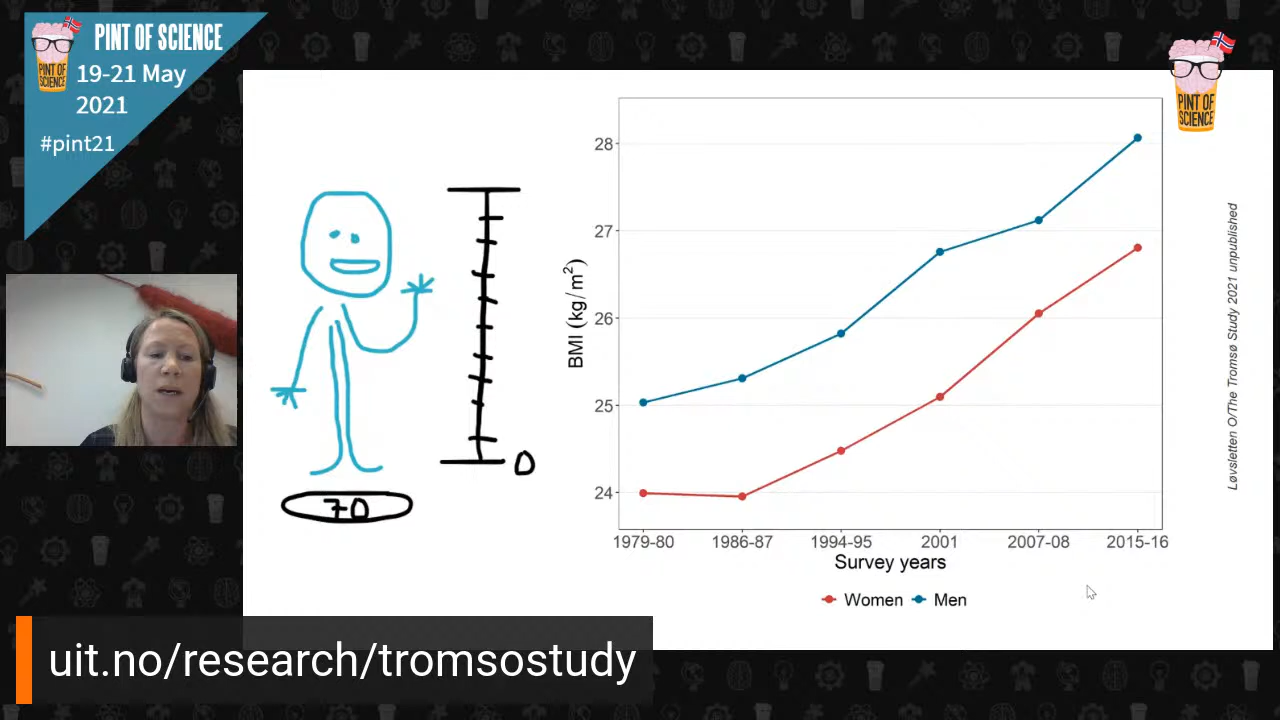 PINT OF SCIENCE
PINT OF
SCIENCE
19-21 May
2021
#pint21
PINT OF
SCIENCE
28
27
26
25
24
BMI (kg/m²)
1979-80 1986-87 1994-95 2001 2007-08 2015-16
Survey years
Women Men
Løvsletten O/The Tromsø Study 2021 unpublished
0
70
uit.no/research/tromsostudy